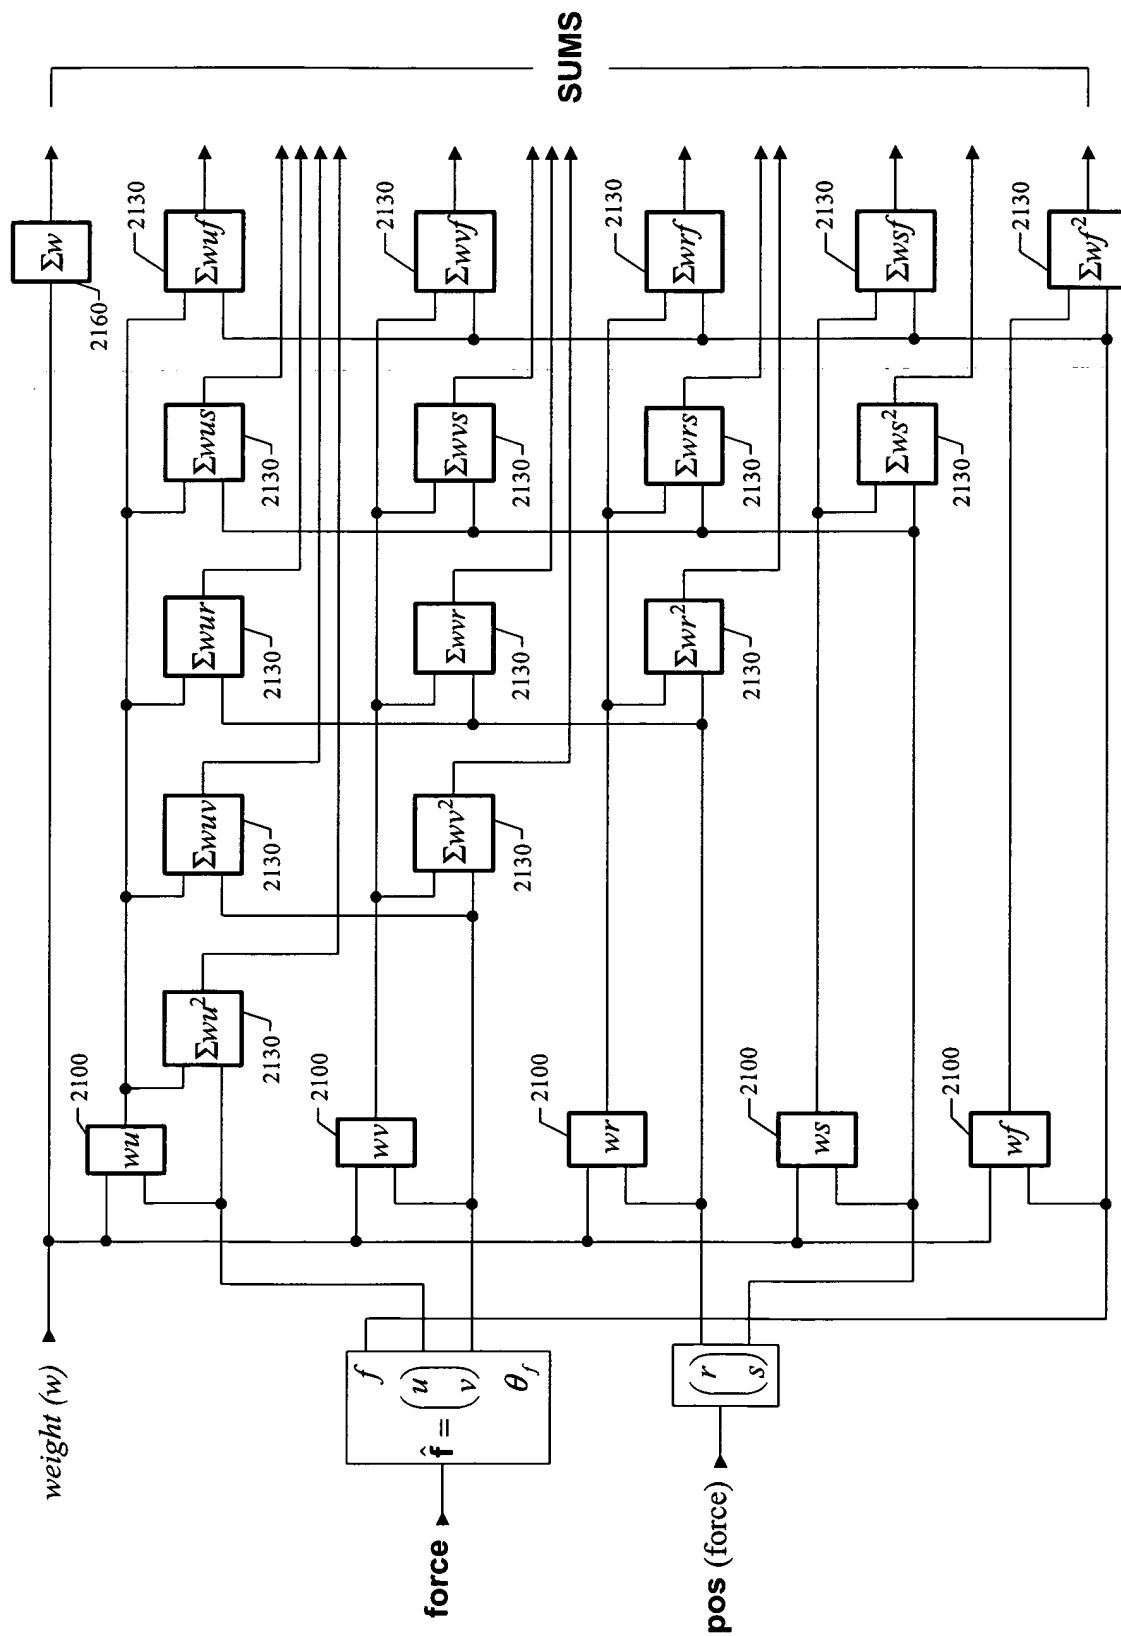 weight (w)
force
f̂ =
f
(u
v)
θ_f
pos (force)
(r
s)
wu
2100
wv
2100
wr
2100
ws
2100
wf
2100
Σwu²
2130
Σwuv
2130
Σwur
2130
Σwus
2130
Σwuf
2130
Σwv²
2130
Σwvr
2130
Σwvs
2130
Σwvf
2130
Σwr²
2130
Σwrs
2130
Σwrf
2130
Σws²
2130
Σwsf
2130
Σwf²
2130
Σw
2160
SUMS